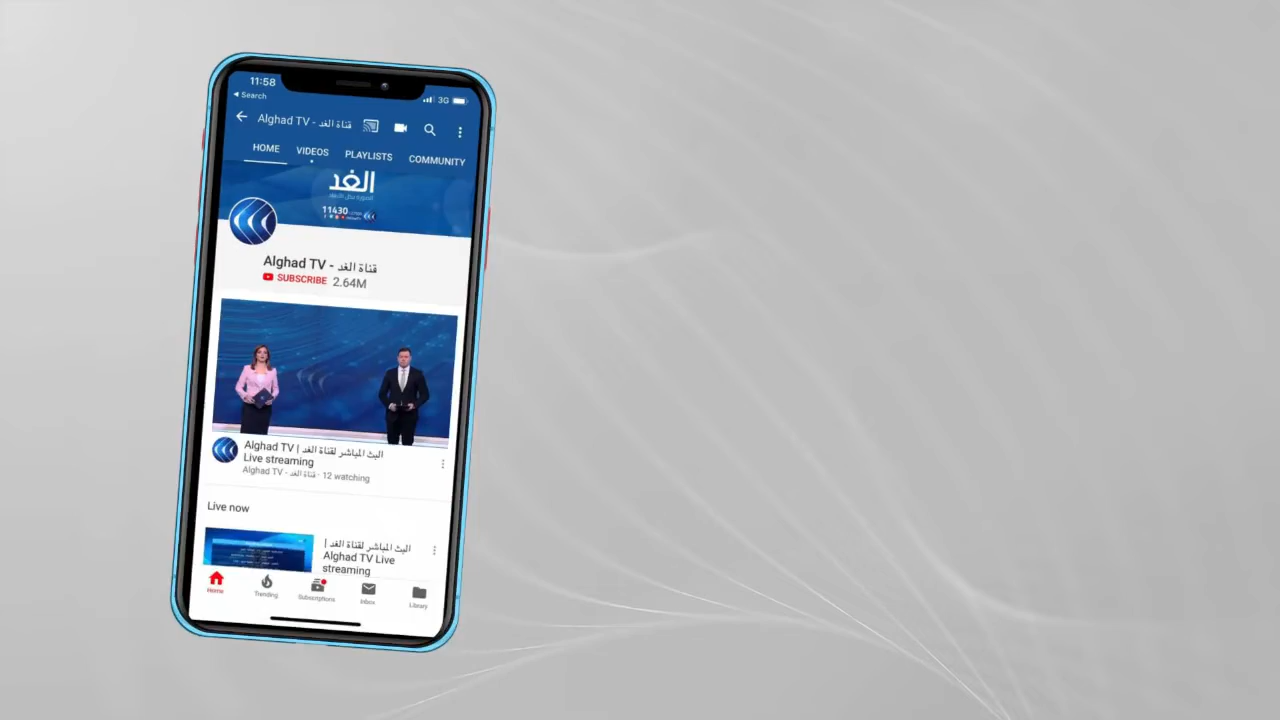 11:58
Search
3G
Alghad TV - قناة الغد
HOME VIDEOS PLAYLISTS COMMUNITY
الغد
11430
Alghad TV - قناة الغد
SUBSCRIBE 2.64M
Alghad TV | البث المباشر لقناة الغد
Live streaming
Alghad TV - قناة الغد · 12 watching
Live now
البث المباشر لقناة الغد |
Alghad TV Live
streaming
Home Trending Subscriptions Inbox Library